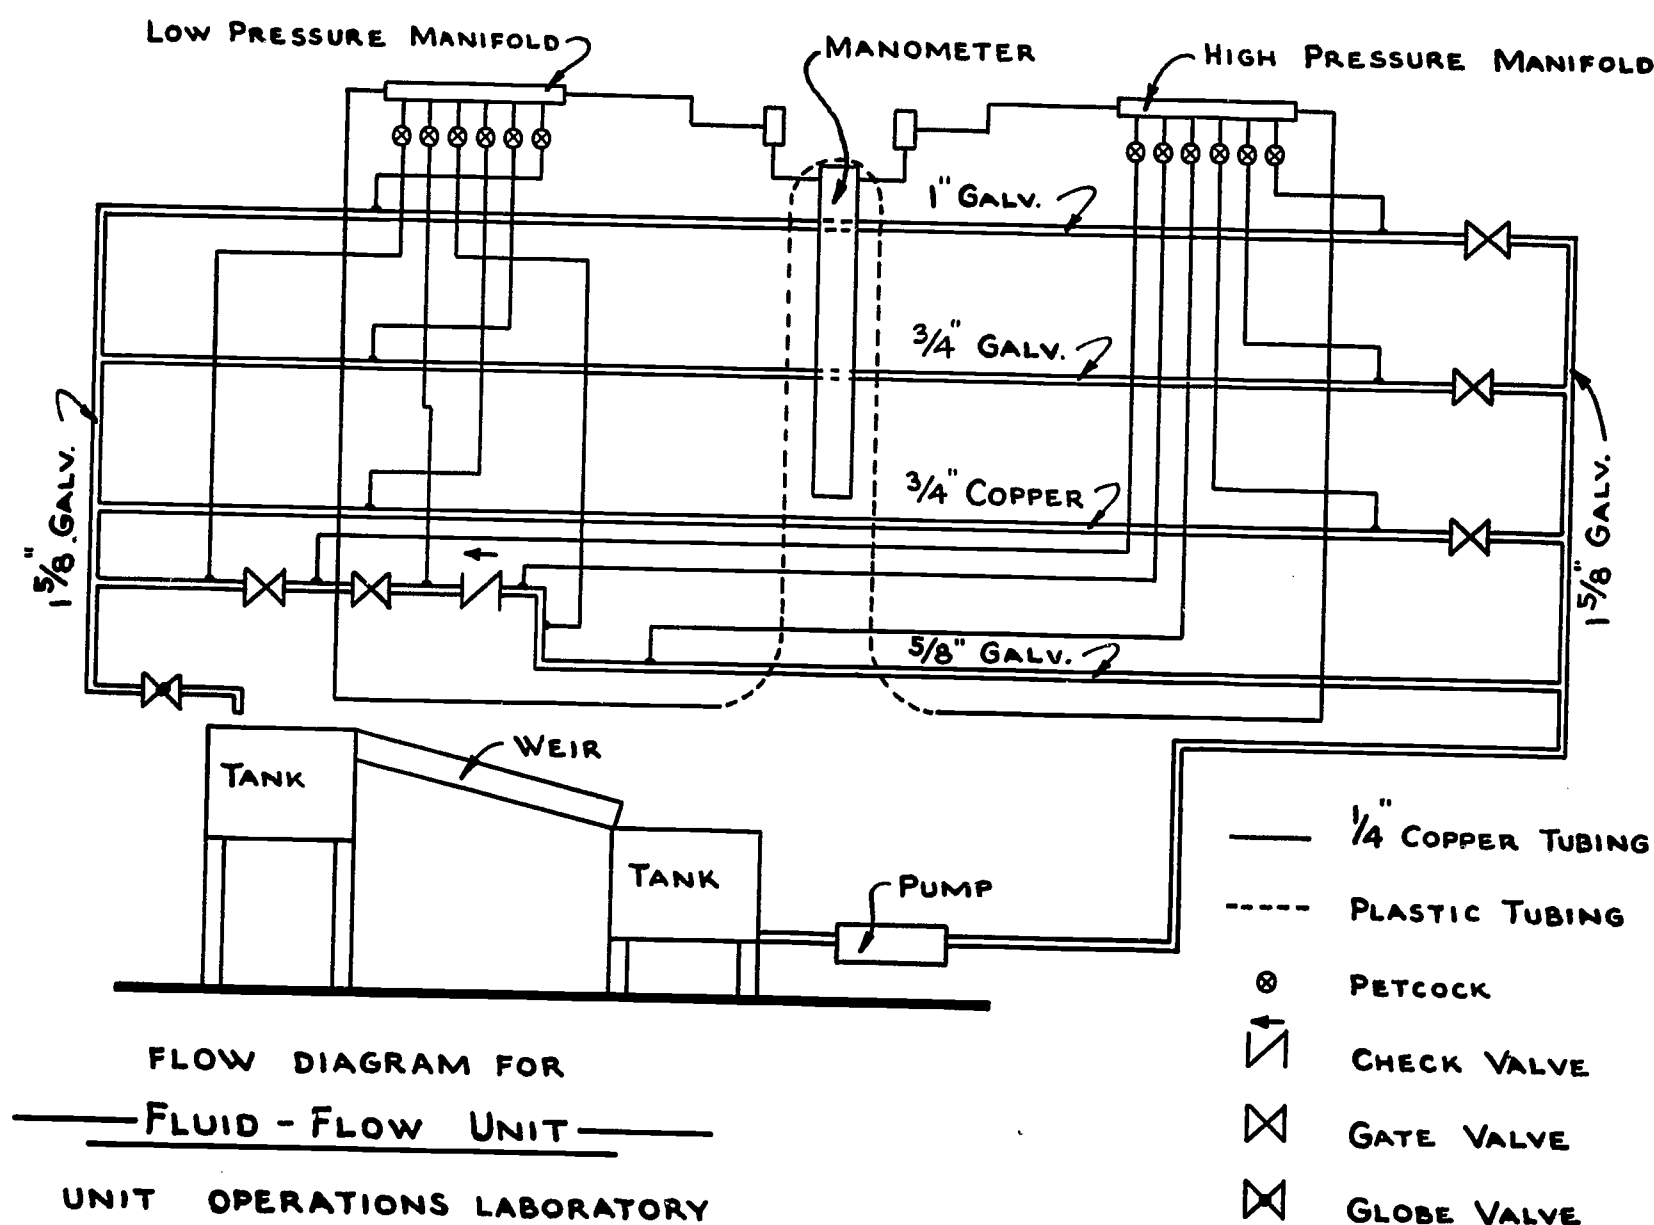 LOW PRESSURE MANIFOLD
MANOMETER
HIGH PRESSURE MANIFOLD
1" GALV.
3/4" GALV.
1 5/8" GALV.
3/4" COPPER
1 5/8" GALV.
5/8" GALV.
WEIR
TANK
TANK
PUMP
1/4" COPPER TUBING
PLASTIC TUBING
PETCOCK
CHECK VALVE
GATE VALVE
GLOBE VALVE
FLOW DIAGRAM FOR
FLUID - FLOW UNIT
UNIT OPERATIONS LABORATORY